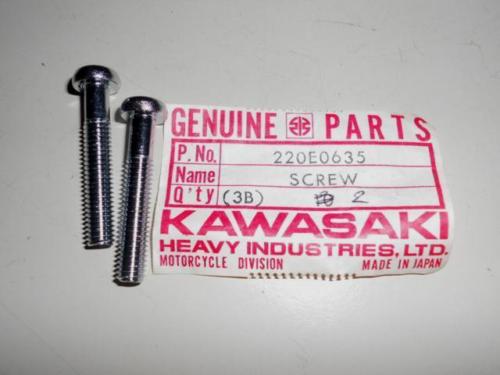 GENUINE PARTS
P.No. 220E0635
Name SCREW
Q'ty (3B) 2
KAWASAKI
HEAVY INDUSTRIES, LTD.
MOTORCYCLE DIVISION MADE IN JAPAN